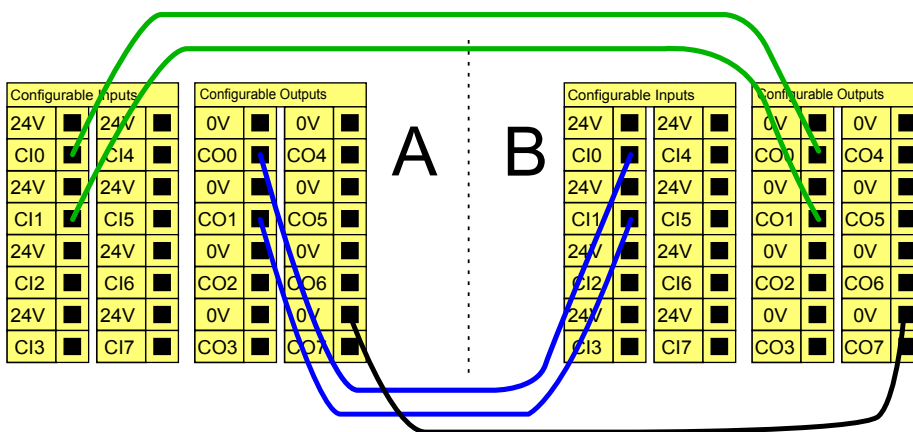 Configurable Inputs
24V 24V
CI0 CI4
24V 24V
CI1 CI5
24V 24V
CI2 CI6
24V 24V
CI3 CI7
Configurable Outputs
0V 0V
CO0 CO4
0V 0V
CO1 CO5
0V 0V
CO2 CO6
0V 0V
CO3 CO7
A
B
Configurable Inputs
24V 24V
CI0 CI4
24V 24V
CI1 CI5
24V 24V
CI2 CI6
24V 24V
CI3 CI7
Configurable Outputs
0V 0V
CO0 CO4
0V 0V
CO1 CO5
0V 0V
CO2 CO6
0V 0V
CO3 CO7